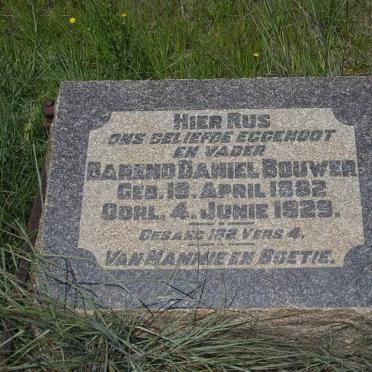 HIER RUS
ONS GELIEFDE EGGENOOT
EN VADER
BAREND DANIEL BOUWER
GEB. 19. APRIL 1882
OORL. 4. JUNIE 1929.
GESANG 192. VERS 4.
VAN MANNIE EN BOETIE.